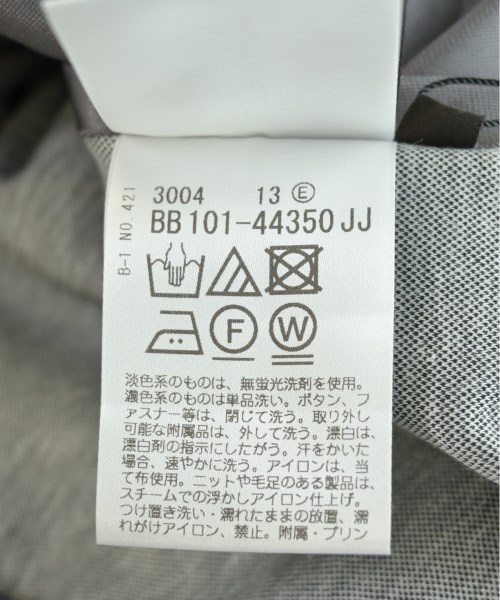 B-1 NO. 421
3004 13 Ⓔ
BB101-44350JJ
F W
淡色系のものは、無蛍光洗剤を使用。
濃色系のものは単品洗い。ボタン、フ
ァスナー等は、閉じて洗う。取り外し
可能な附属品は、外して洗う。漂白は、
漂白剤の指示にしたがう。汗をかいた
場合、速やかに洗う。アイロンは、当
て布使用。ニットや毛足のある製品は、
スチームでの浮かしアイロン仕上げ。
つけ置き洗い・濡れたままの放置、濡
れがけアイロン、禁止。附属・プリン